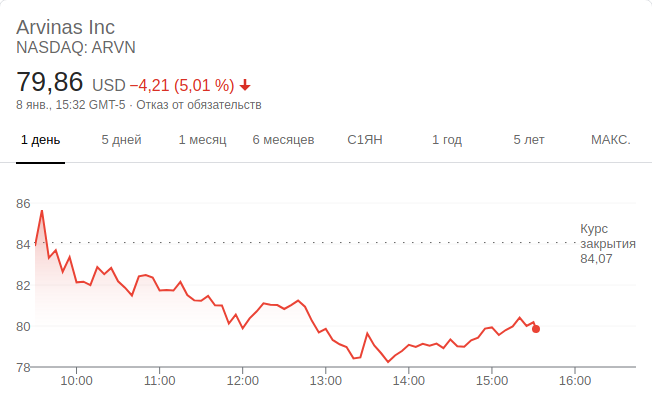 Arvinas Inc
NASDAQ: ARVN
79,86 USD −4,21 (5,01 %)
8 янв., 15:32 GMT-5 · Отказ от обязательств
1 день 5 дней 1 месяц 6 месяцев С1ЯН 1 год 5 лет МАКС.
86
84
82
80
78
Курс
закрытия
84,07
10:00 11:00 12:00 13:00 14:00 15:00 16:00